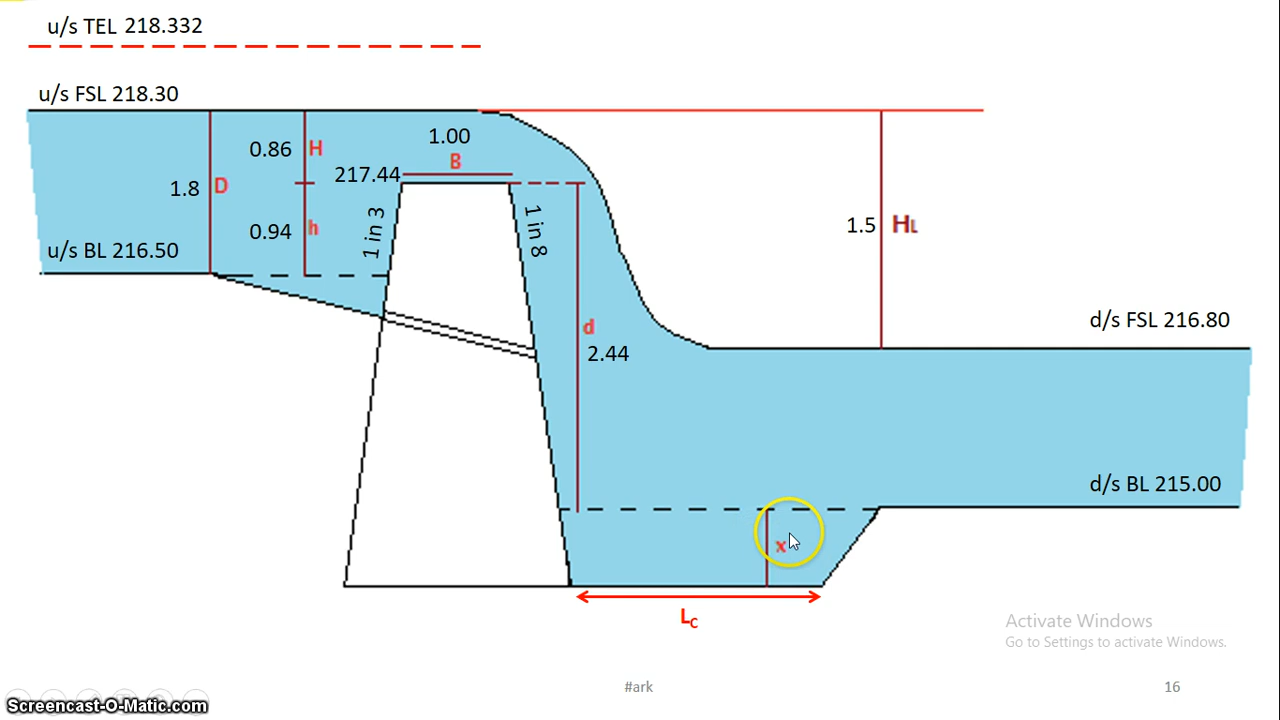 u/s TEL 218.332
u/s FSL 218.30
1.00
0.86 H
B
217.44
1.8 D
1 in 3
1 in 8
0.94 h
1.5 HL
u/s BL 216.50
d/s FSL 216.80
d
2.44
d/s BL 215.00
x
LC
Activate Windows
Go to Settings to activate Windows.
#ark
16
Screencast-O-Matic.com